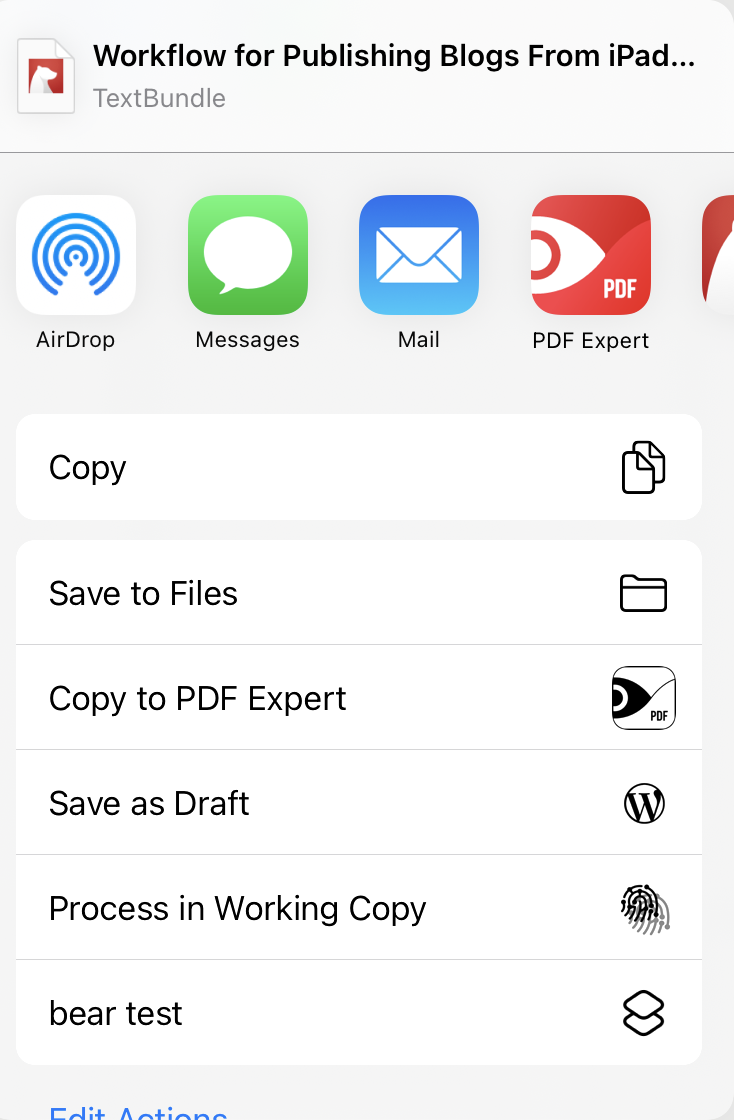 Workflow for Publishing Blogs From iPad...
TextBundle
PDF
AirDrop
Messages
Mail
PDF Expert
Copy
Save to Files
Copy to PDF Expert
PDF
Save as Draft
Process in Working Copy
bear test
Edit Actions